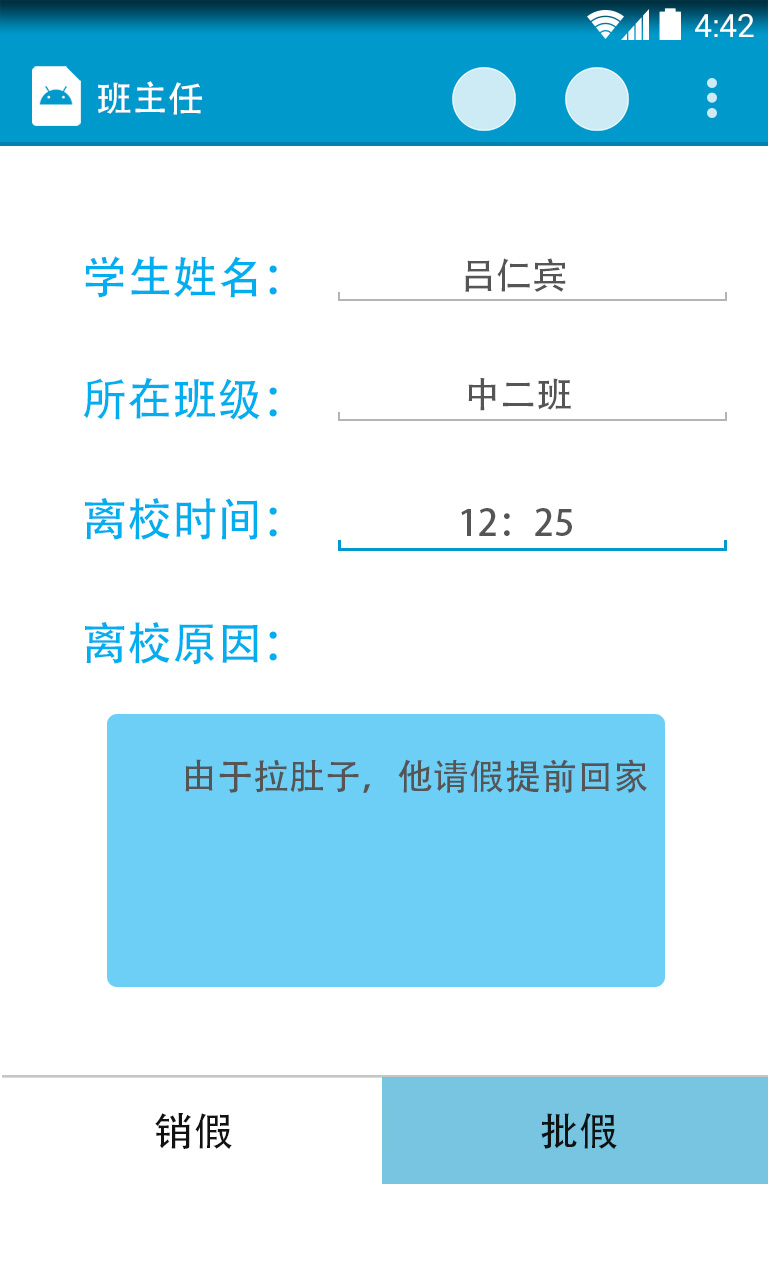 4:42
班主任
学生姓名：
吕仁宾
所在班级：
中二班
离校时间：
12：25
离校原因：
由于拉肚子，他请假提前回家
销假
批假